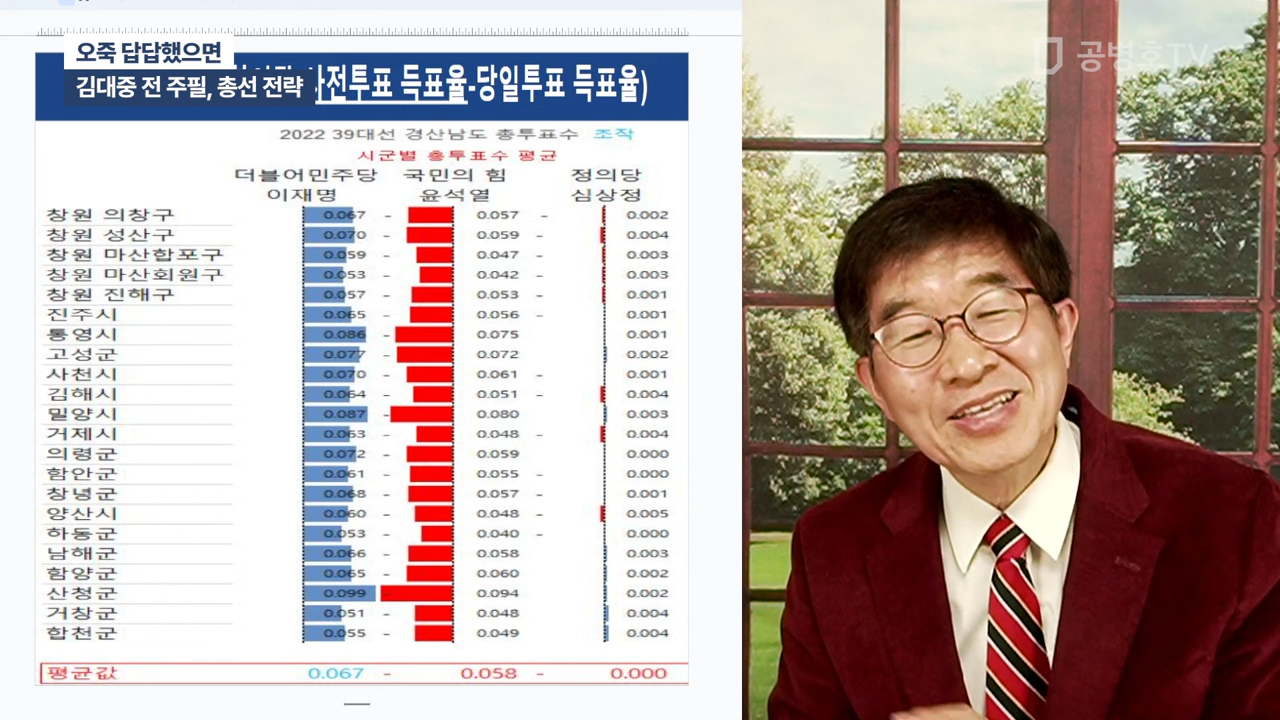 오죽 답답했으면
김대중 전 주필, 총선 전략
사전투표 득표율-당일투표 득표율)
공병호TV
2022 39대선 경산남도 총투표수 조작
시군별 총투표수 평균
더불어민주당 국민의 힘 정의당
이재명 윤석열 심상정
창원 의창구 0.067 - 0.057 - 0.002
창원 성산구 0.070 - 0.059 - 0.004
창원 마산합포구 0.059 - 0.047 - 0.003
창원 마산회원구 0.053 - 0.042 - 0.003
창원 진해구 0.057 - 0.053 - 0.001
진주시 0.065 - 0.056 - 0.001
통영시 0.086 - 0.075 0.001
고성군 0.077 - 0.072 0.002
사천시 0.070 - 0.061 - 0.001
김해시 0.064 - 0.051 - 0.004
밀양시 0.087 - 0.080 0.003
거제시 0.063 - 0.048 - 0.004
의령군 0.072 - 0.059 0.000
함안군 0.061 - 0.055 - 0.000
창녕군 0.068 - 0.057 - 0.001
양산시 0.060 - 0.048 - 0.005
하동군 0.053 - 0.040 - 0.000
남해군 0.066 - 0.058 0.003
함양군 0.065 - 0.060 0.002
산청군 0.099 - 0.094 0.002
거창군 0.051 - 0.048 0.004
합천군 0.055 - 0.049 0.004
평균값 0.067 - 0.058 - 0.000